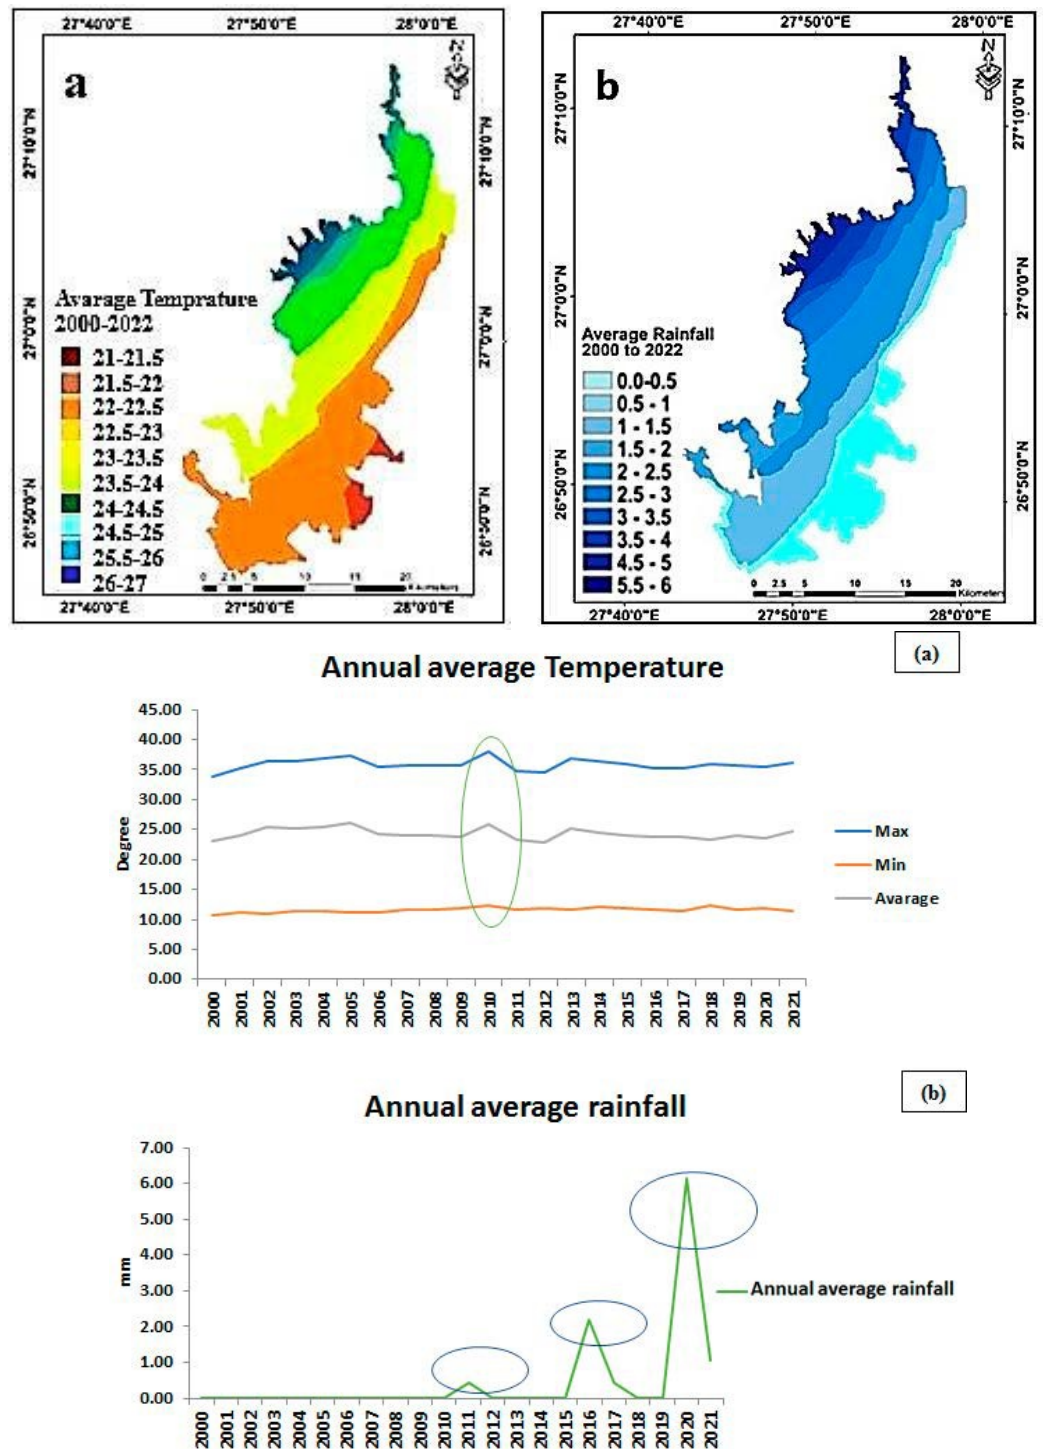 27°40'0"E 27°50'0"E 28°0'0"E
a
N
27°10'0"N
27°0'0"N
26°50'0"N
27°10'0"N
27°0'0"N
26°50'0"N
Avarage Temprature
2000-2022
21-21.5
21.5-22
22-22.5
22.5-23
23-23.5
23.5-24
24-24.5
24.5-25
25.5-26
26-27
0 2.5 5 10 15 20
Kilometers
27°40'0"E 27°50'0"E 28°0'0"E
27°40'0"E 27°50'0"E 28°0'0"E
b
N
27°10'0"N
27°0'0"N
26°50'0"N
27°10'0"N
27°0'0"N
26°50'0"N
Average Rainfall
2000 to 2022
0.0-0.5
0.5 - 1
1 - 1.5
1.5 - 2
2 - 2.5
2.5 - 3
3 - 3.5
3.5 - 4
4.5 - 5
5.5 - 6
0 2.5 5 10 15 20
Kilometers
27°40'0"E 27°50'0"E 28°0'0"E
(a)
Annual average Temperature
45.00
40.00
35.00
30.00
25.00
20.00
15.00
10.00
5.00
0.00
Degree
2000 2001 2002 2003 2004 2005 2006 2007 2008 2009 2010 2011 2012 2013 2014 2015 2016 2017 2018 2019 2020 2021
Max
Min
Avarage
(b)
Annual average rainfall
7.00
6.00
5.00
4.00
3.00
2.00
1.00
0.00
mm
2000 2001 2002 2003 2004 2005 2006 2007 2008 2009 2010 2011 2012 2013 2014 2015 2016 2017 2018 2019 2020 2021
Annual average rainfall